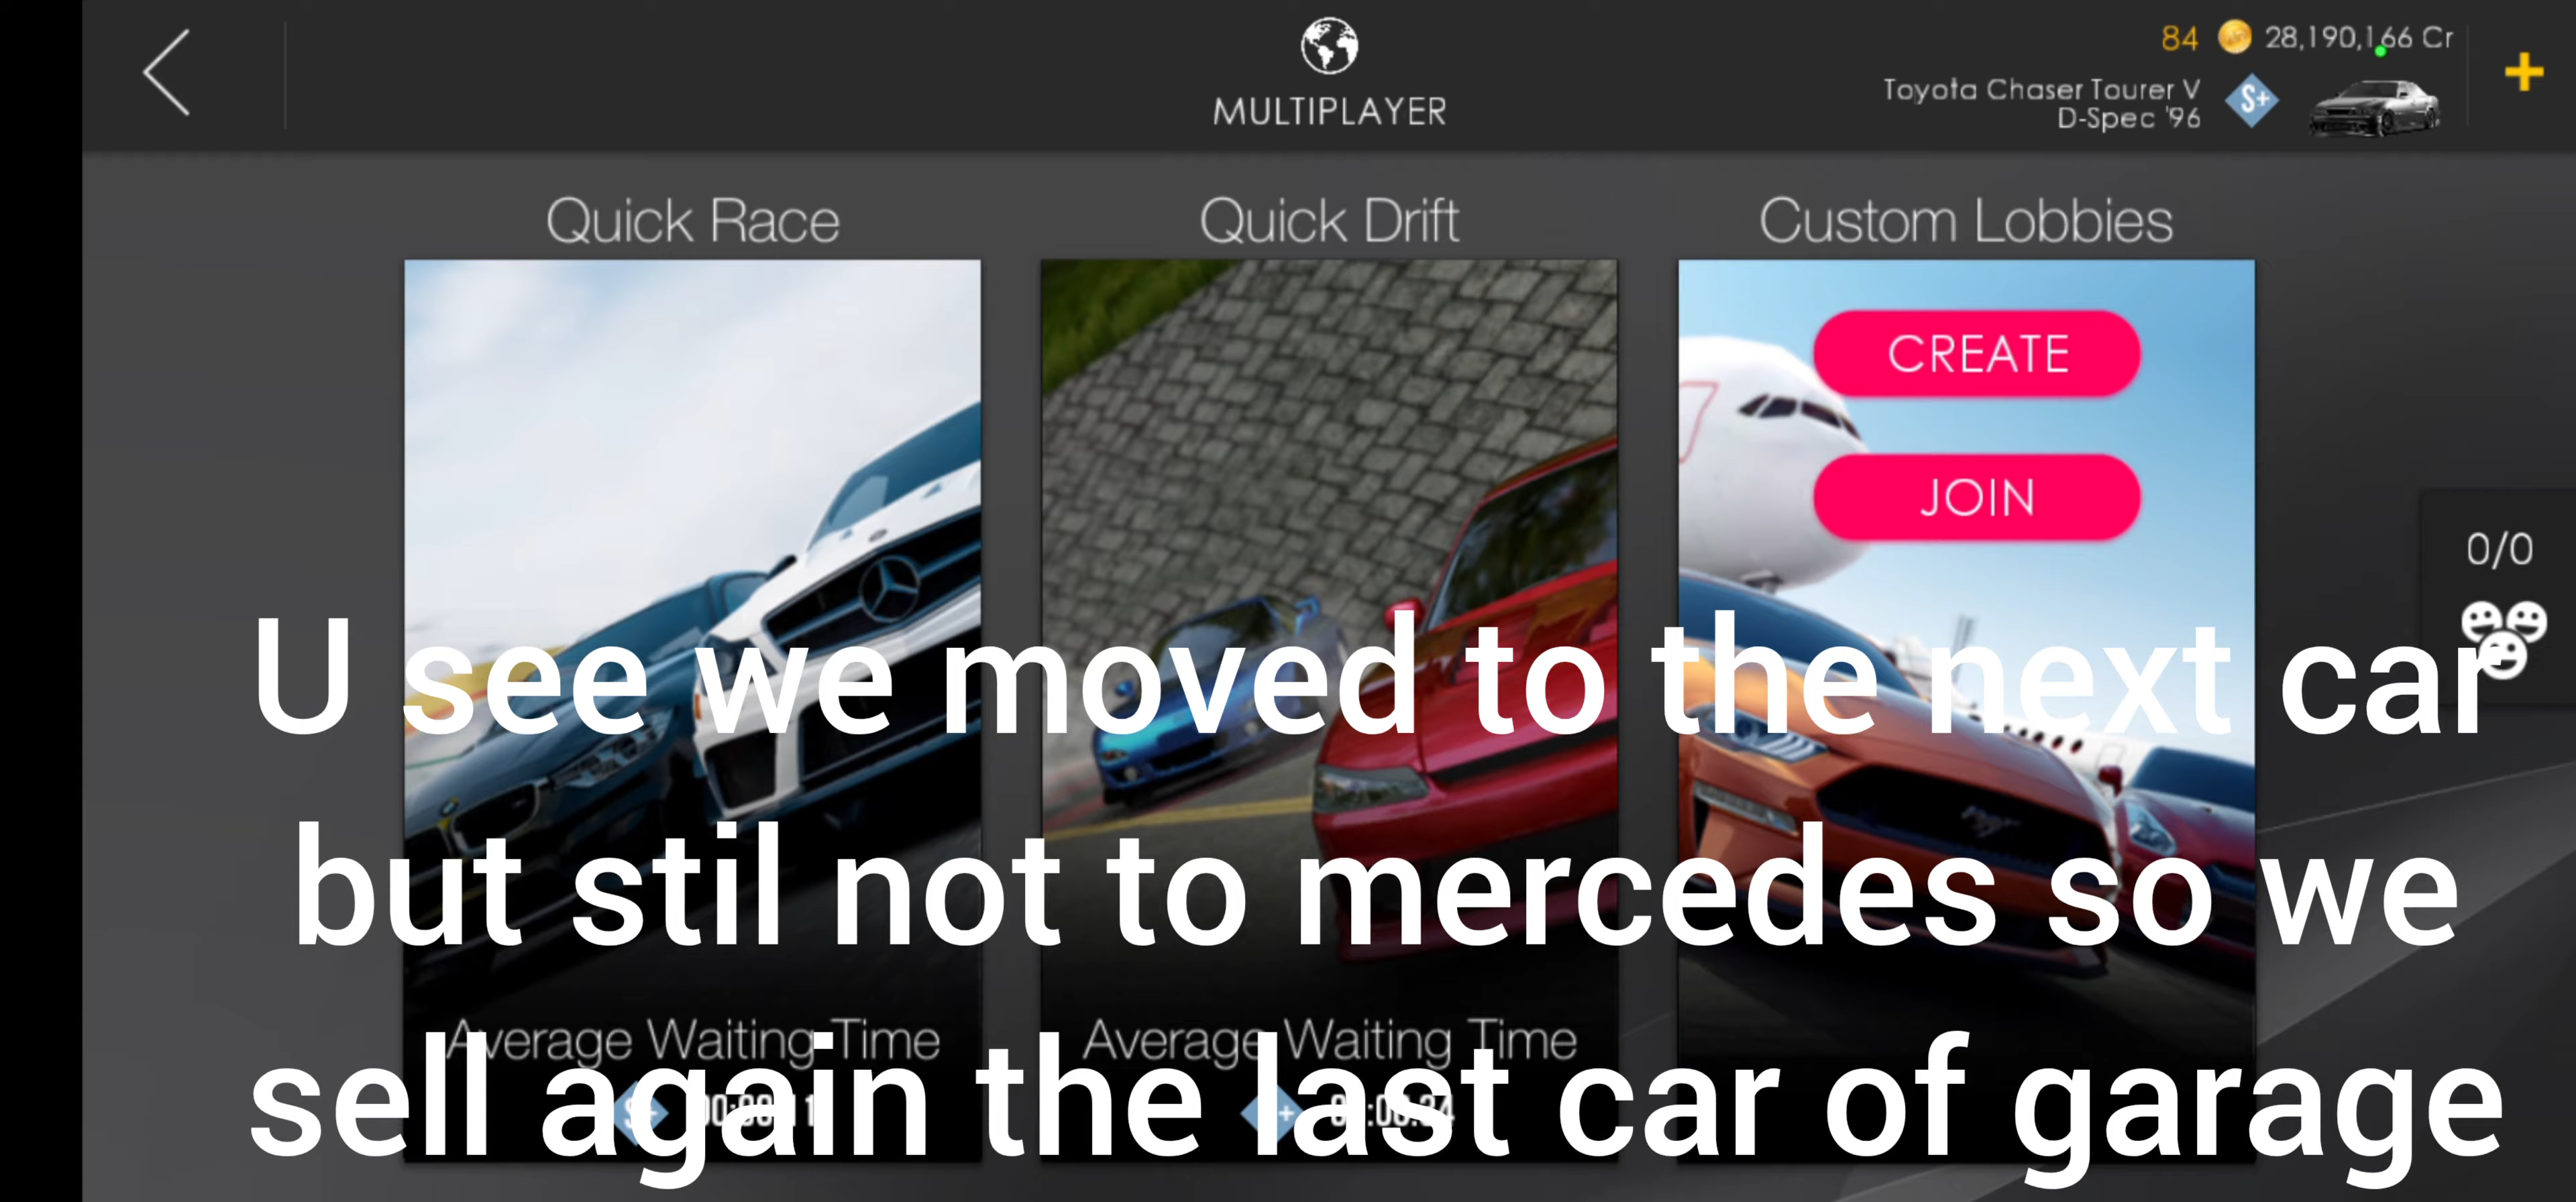 84 28,190,166 Cr
MULTIPLAYER
Toyota Chaser Tourer V
D-Spec '96
S+
Quick Race
Quick Drift
Custom Lobbies
CREATE
JOIN
0/0
U see we moved to the next car
but stil not to mercedes so we
sell again the last car of garage
Average Waiting Time
Average Waiting Time